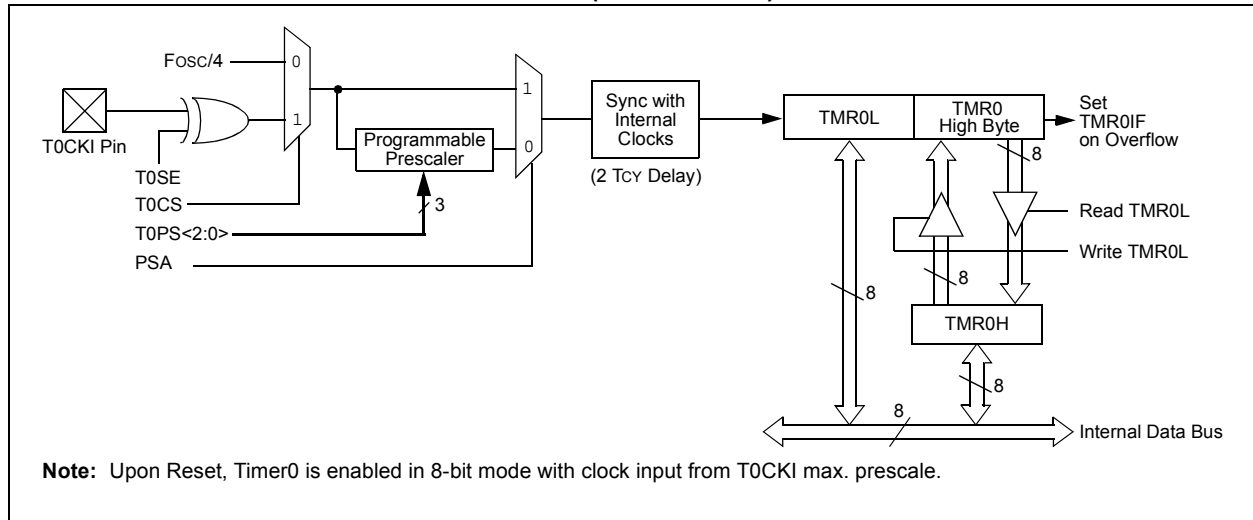 FOSC/4
0
1
T0CKI Pin
T0SE
T0CS
T0PS<2:0>
PSA
Programmable
Prescaler
3
1
0
Sync with
Internal
Clocks
(2 TCY Delay)
TMR0L
TMR0
High Byte
Set
TMR0IF
on Overflow
8
Read TMR0L
Write TMR0L
8
8
TMR0H
8
8
Internal Data Bus
Note: Upon Reset, Timer0 is enabled in 8-bit mode with clock input from T0CKI max. prescale.